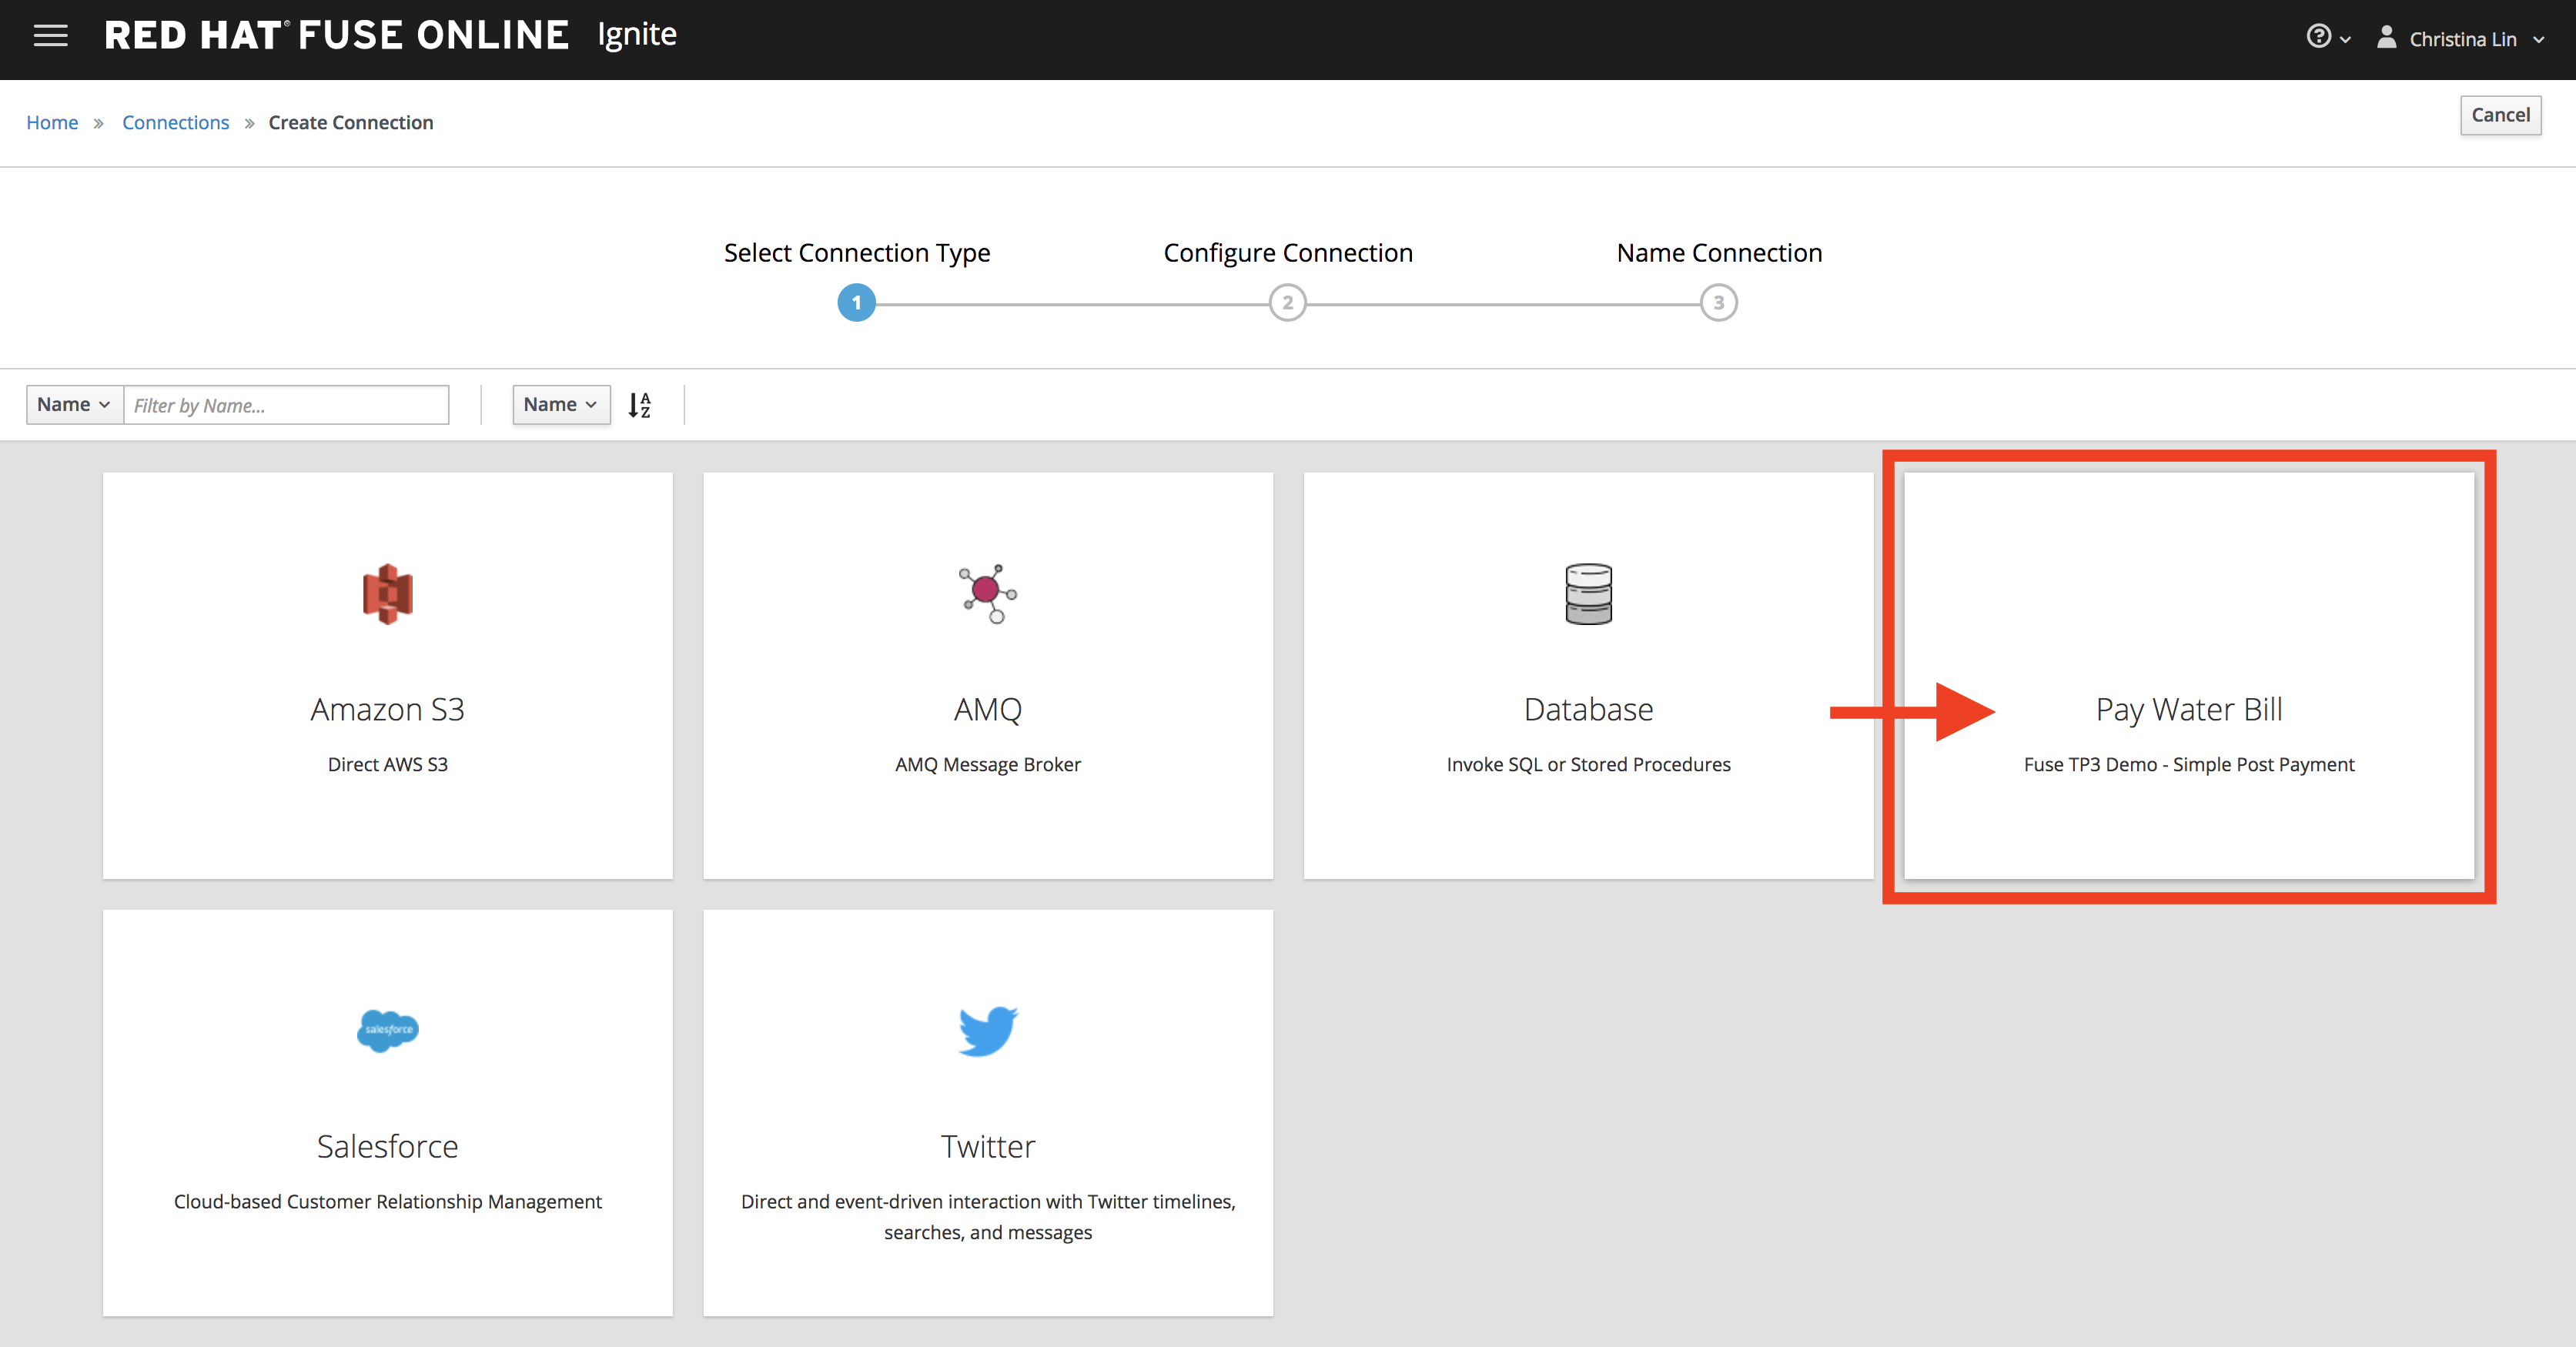 RED HAT® FUSE ONLINE Ignite
Christina Lin
Home » Connections » Create Connection
Cancel
Select Connection Type
Configure Connection
Name Connection
1
2
3
Name
Filter by Name...
Name
A
Z
Amazon S3
Direct AWS S3
AMQ
AMQ Message Broker
Database
Invoke SQL or Stored Procedures
Pay Water Bill
Fuse TP3 Demo - Simple Post Payment
salesforce
Salesforce
Cloud-based Customer Relationship Management
Twitter
Direct and event-driven interaction with Twitter timelines,
searches, and messages